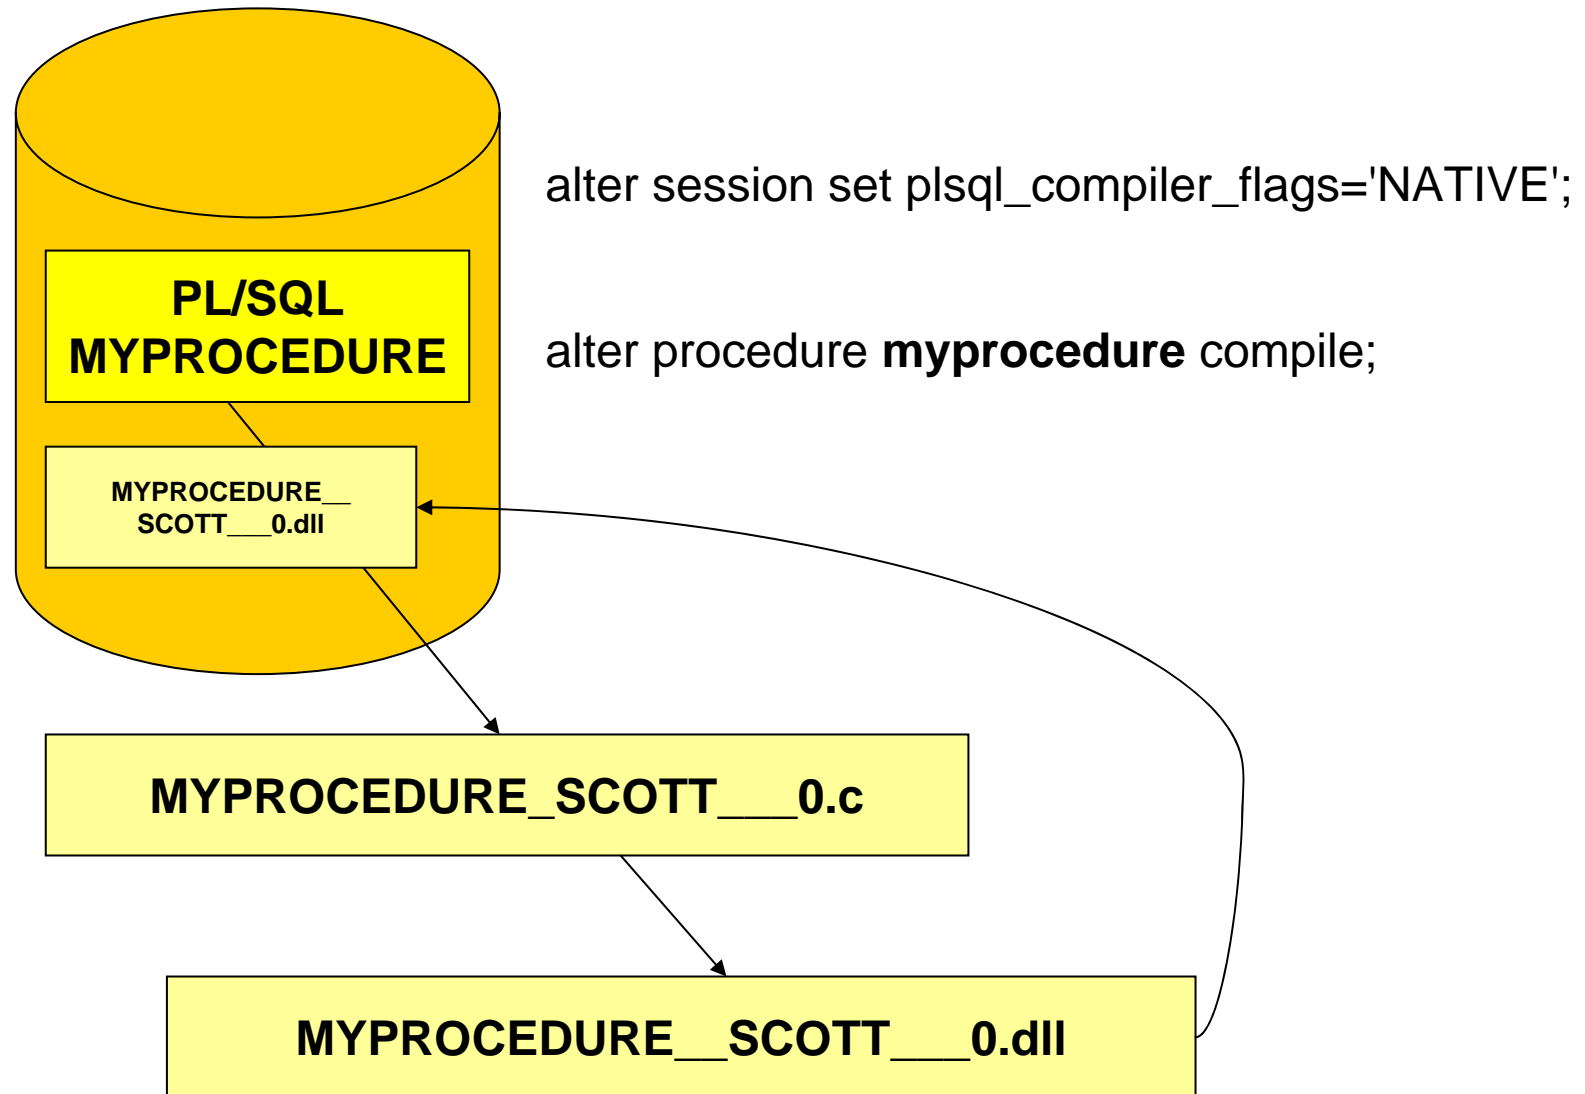 alter session set plsql_compiler_flags='NATIVE';
PL/SQL
MYPROCEDURE
alter procedure myprocedure compile;
MYPROCEDURE__
SCOTT___0.dll
MYPROCEDURE_SCOTT___0.c
MYPROCEDURE__SCOTT___0.dll